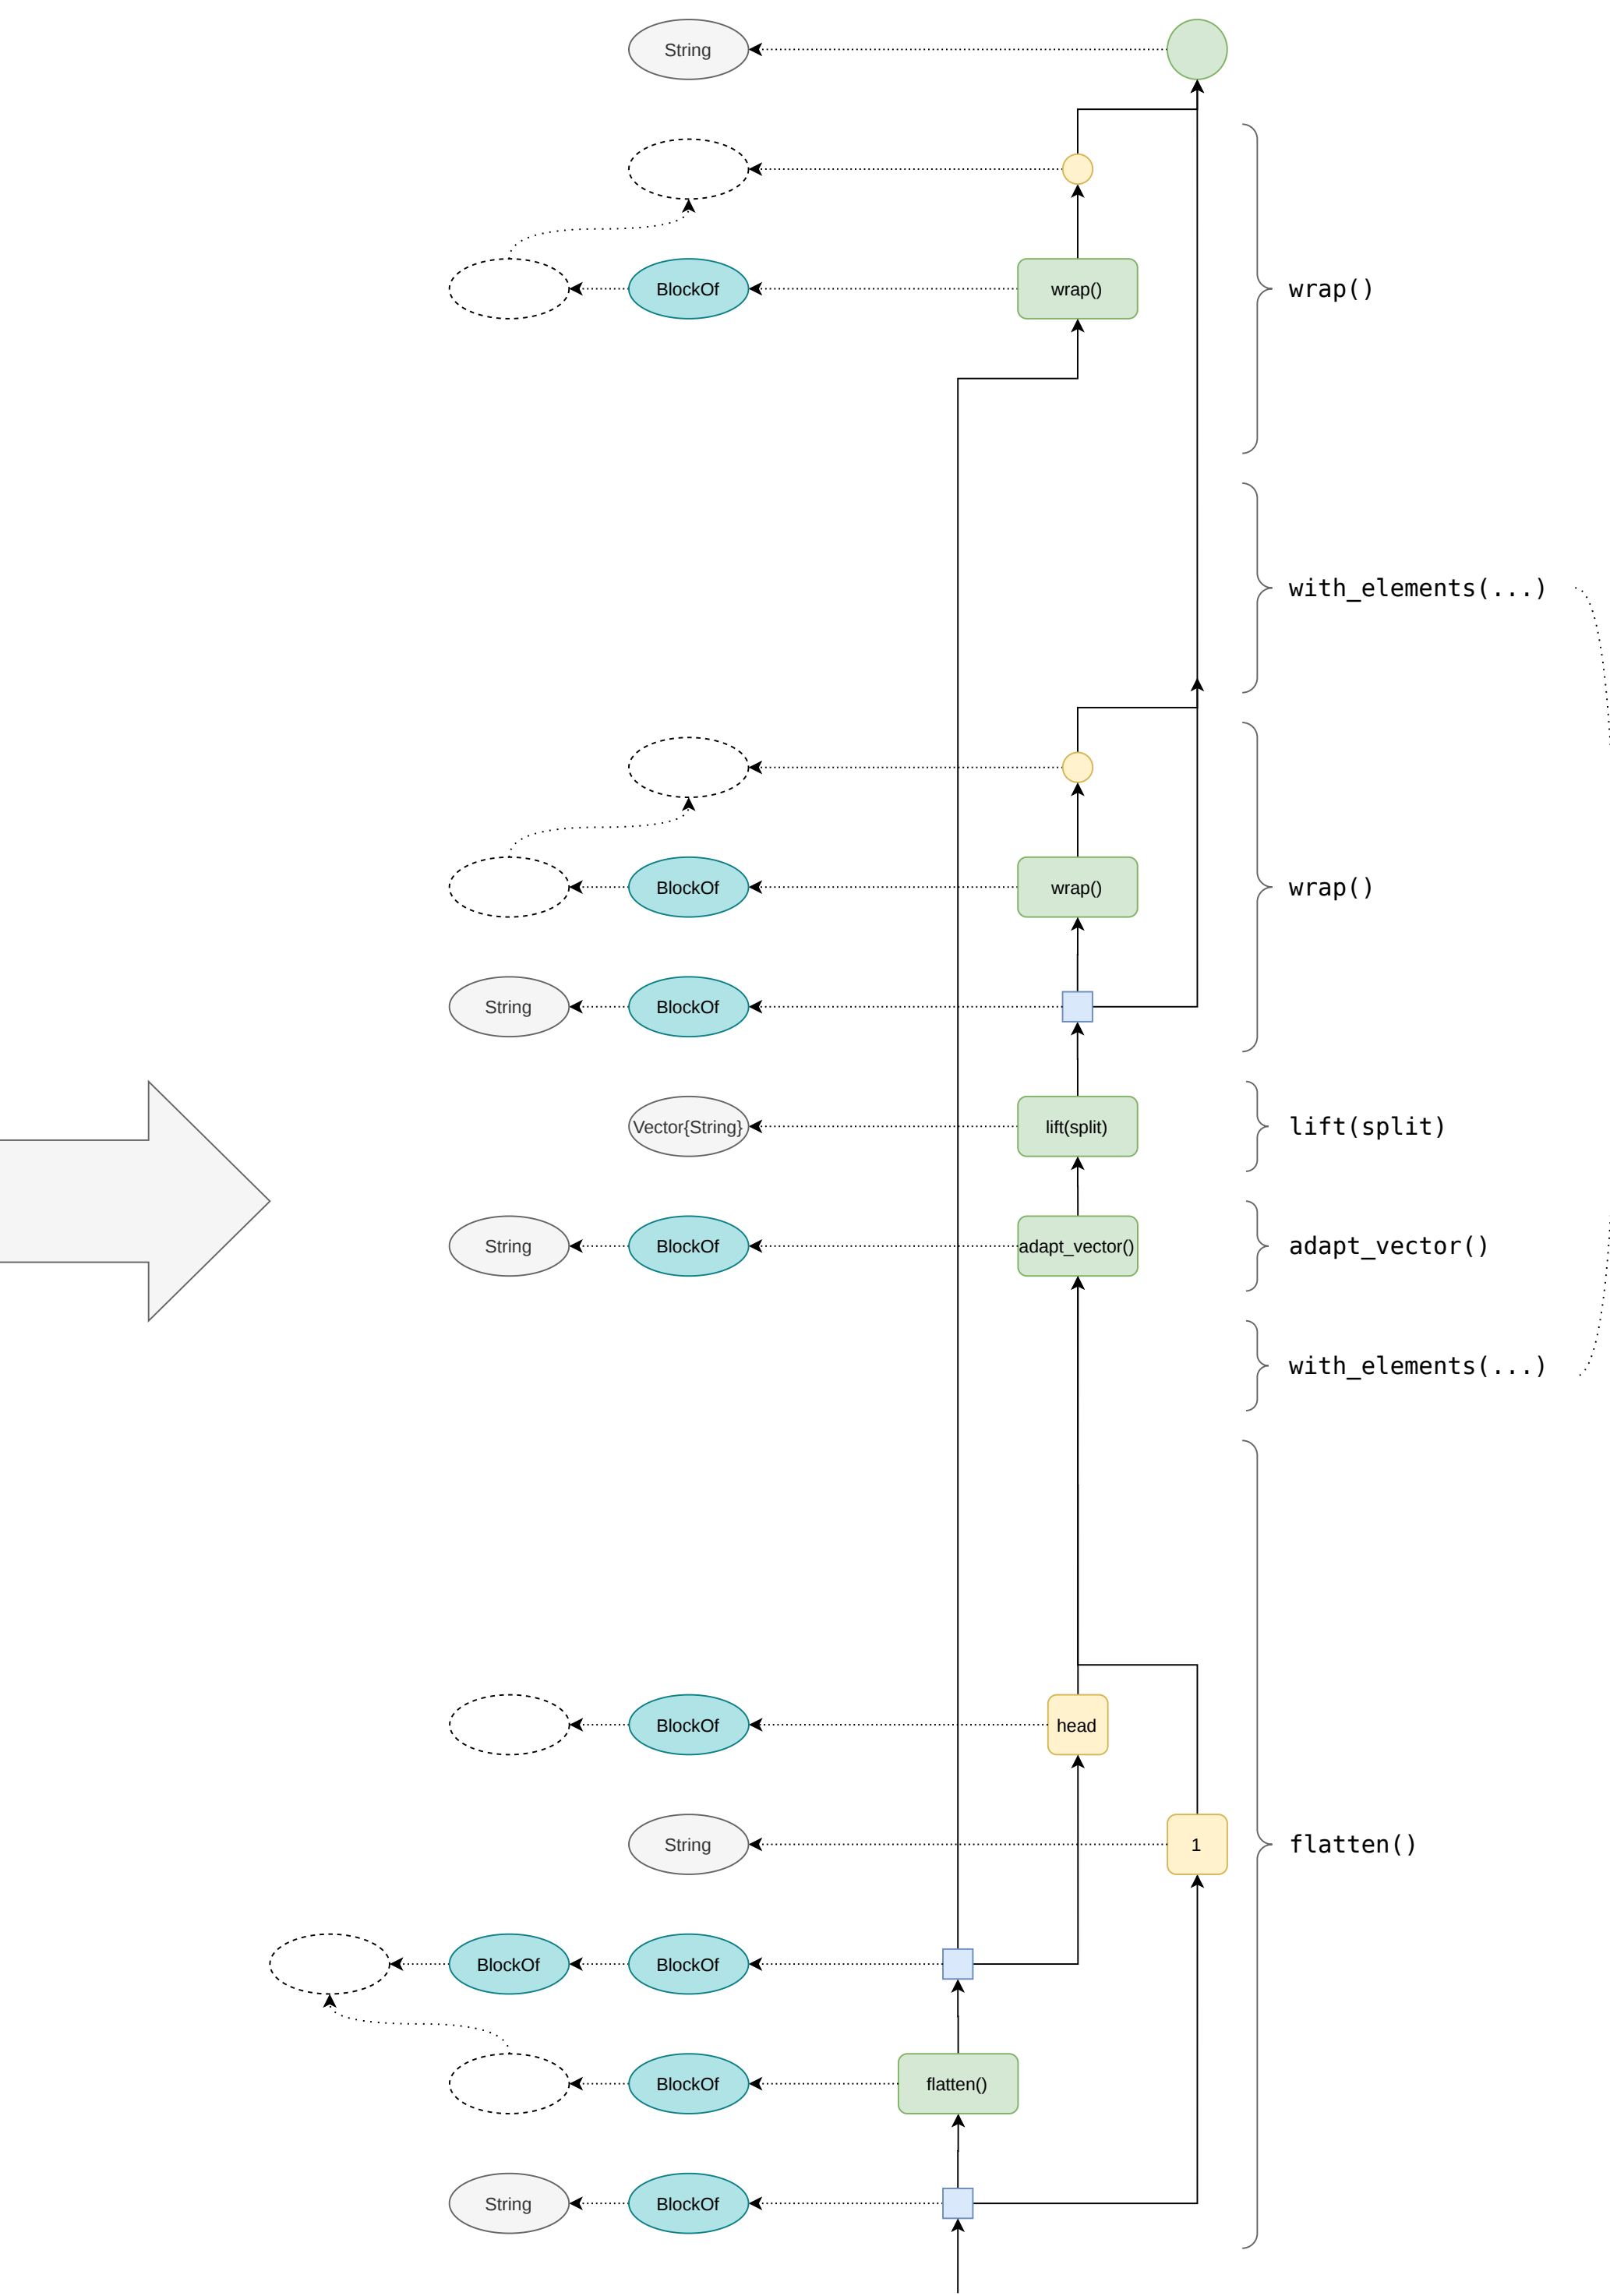 String
BlockOf
wrap()
wrap()
with_elements(...)
BlockOf
wrap()
wrap()
String
BlockOf
Vector{String}
lift(split)
lift(split)
String
BlockOf
adapt_vector()
adapt_vector()
with_elements(...)
BlockOf
head
String
1
flatten()
BlockOf
BlockOf
BlockOf
flatten()
String
BlockOf